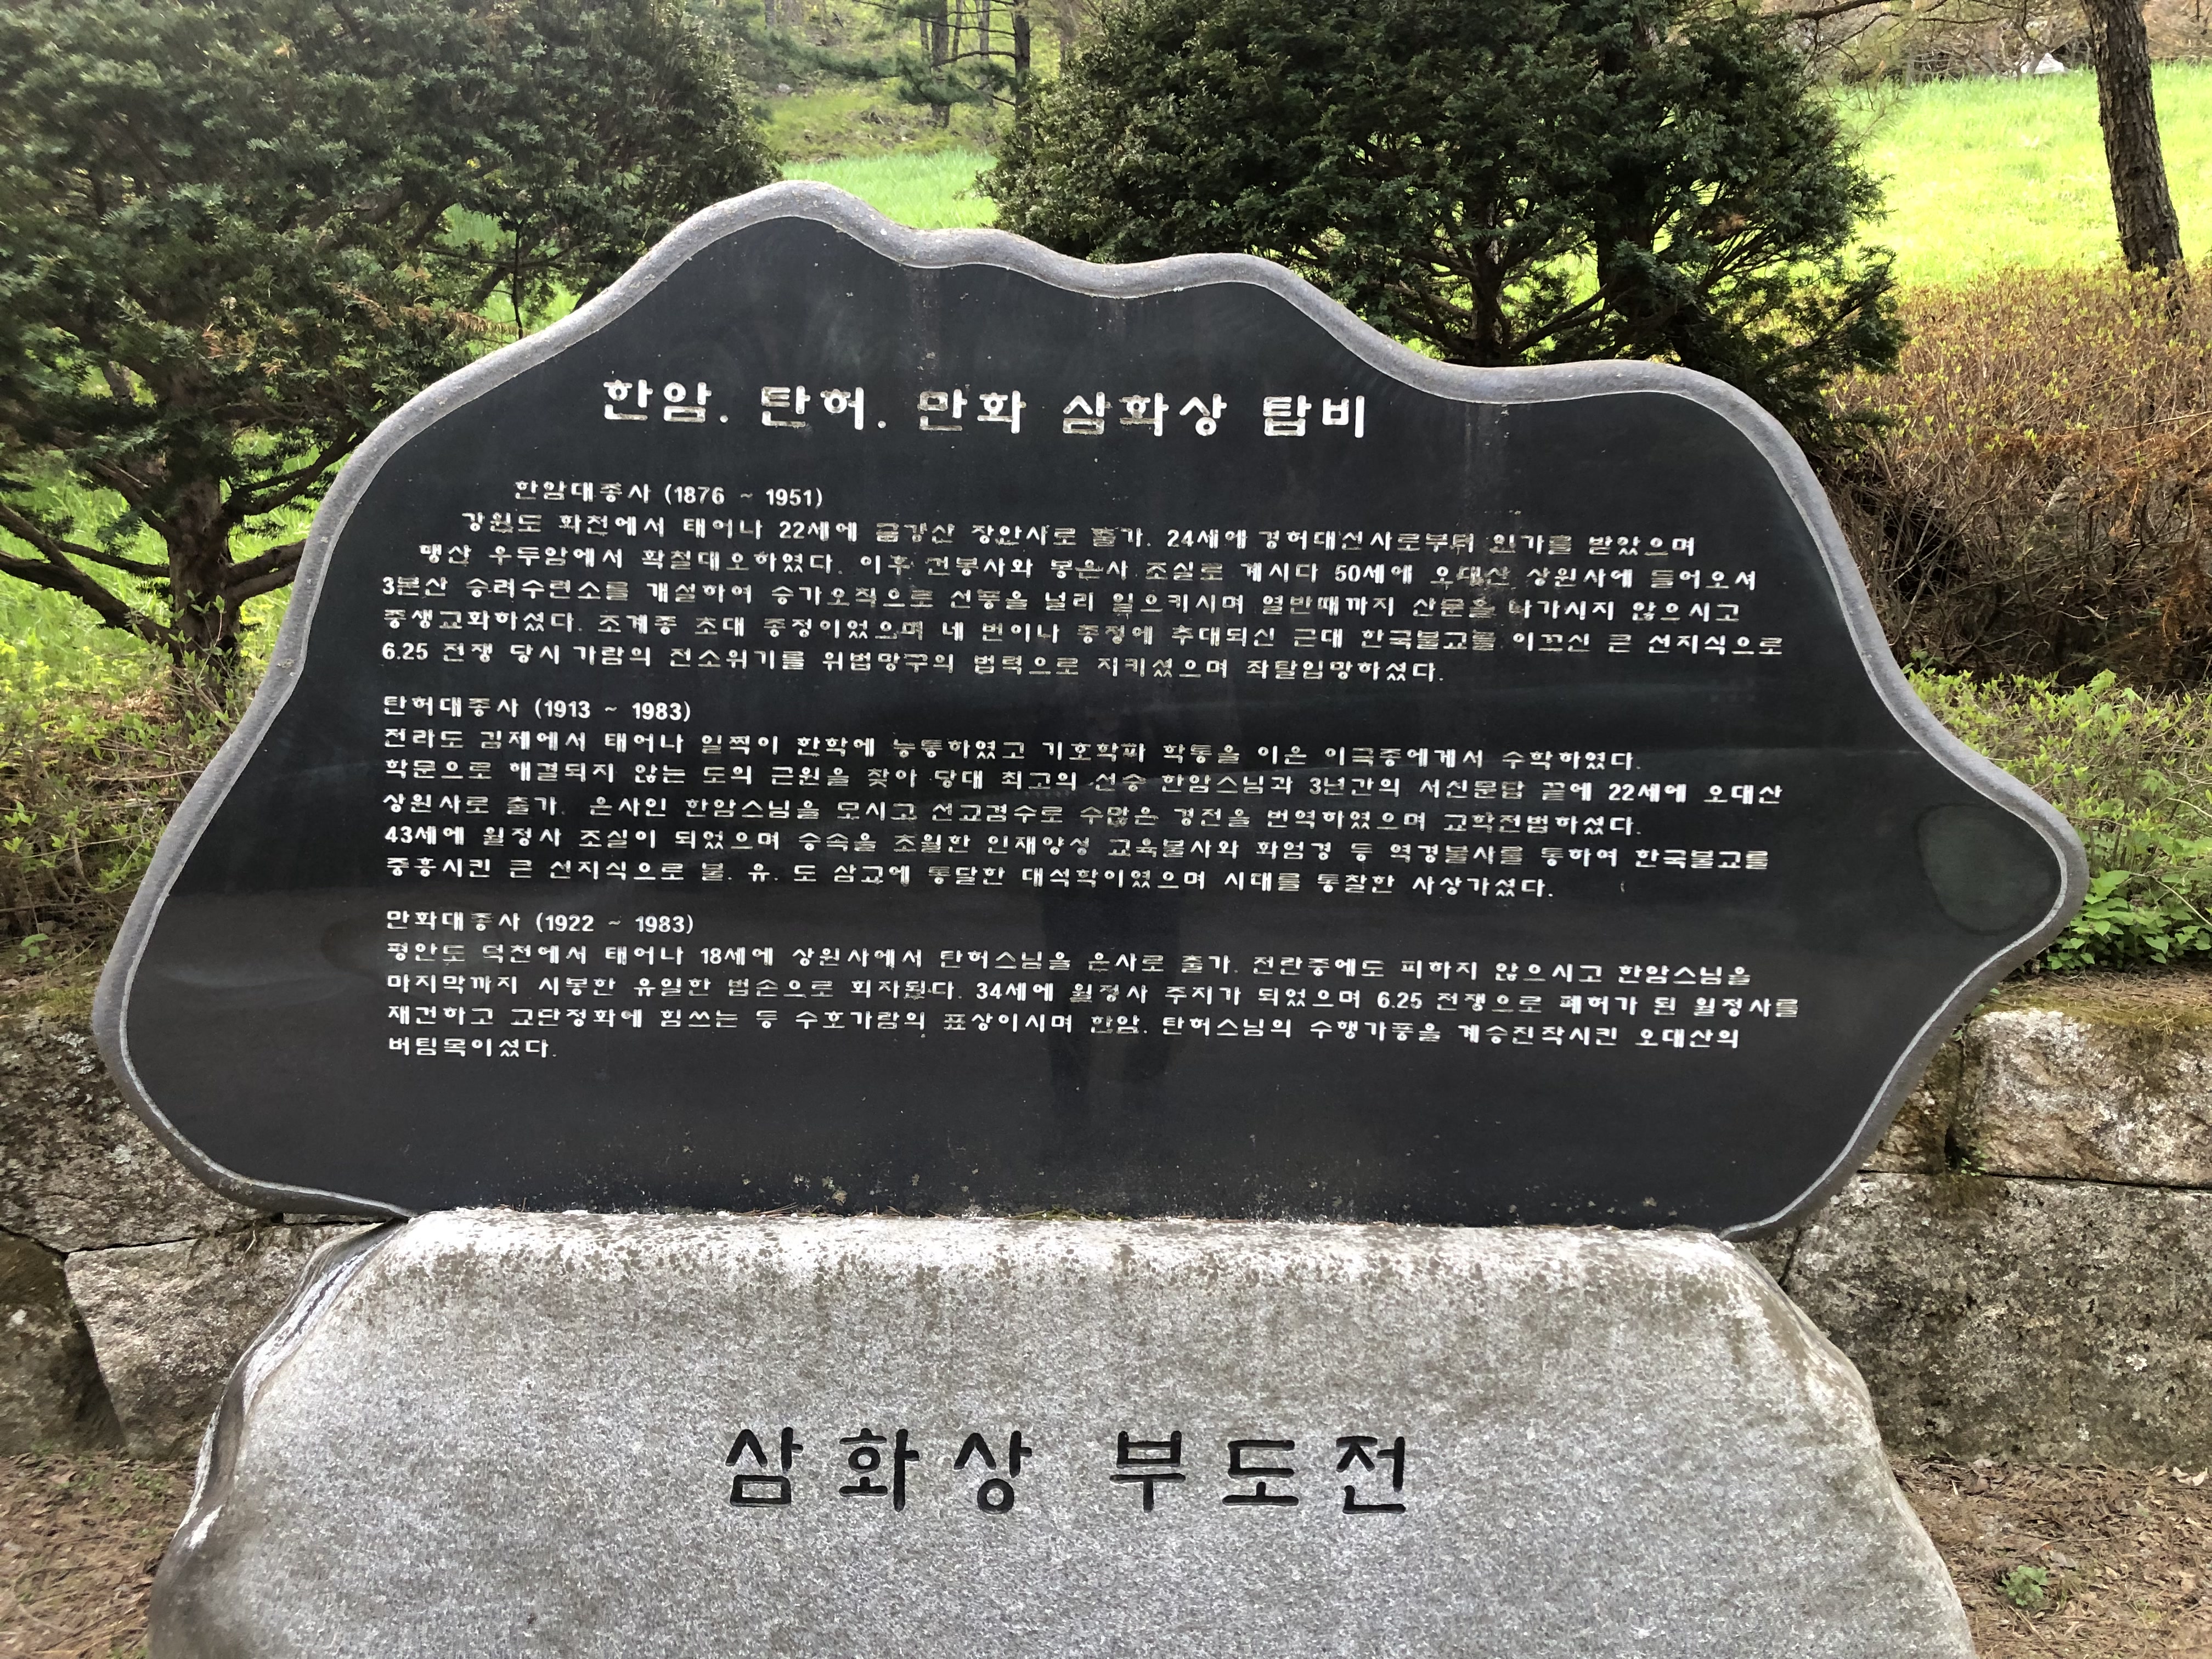 한암. 탄허. 만화 삼화상 탑비
한암대종사 (1876 ~ 1951)
강원도 화천에서 태어나 22세에 금강산 장안사로 출가. 24세에 경허대선사로부터 인가를 받았으며
맹산 우두암에서 확철대오하였다. 이후 건봉사와 봉은사 조실로 계시다 50세에 오대산 상원사에 들어오셔
3본산 승려수련소를 개설하여 승가오칙으로 선풍을 널리 일으키시며 열반때까지 산문을 나가시지 않으시고
중생교화하셨다. 조계종 초대 종정이었으며 네 번이나 종정에 추대되신 근대 한국불교를 이끄신 큰 선지식으로
6.25 전쟁 당시 가람의 전소위기를 위법망구의 법력으로 지키셨으며 좌탈입망하셨다.
탄허대종사 (1913 ~ 1983)
전라도 김제에서 태어나 일찍이 한학에 능통하였고 기호학파 학통을 이은 이극종에게서 수학하였다.
학문으로 해결되지 않는 도의 근원을 찾아 당대 최고의 선승 한암스님과 3년간의 서신문답 끝에 22세에 오대산
상원사로 출가. 은사인 한암스님을 모시고 선교겸수로 수많은 경전을 번역하였으며 교학전범하셨다.
43세에 월정사 조실이 되었으며 승속을 초월한 인재양성 교육불사와 화엄경 등 역경불사를 통하여 한국불교를
중흥시킨 큰 선지식으로 불. 유. 도 삼교에 통달한 대석학이였으며 시대를 통찰한 사상가셨다.
만화대종사 (1922 ~ 1983)
평안도 덕천에서 태어나 18세에 상원사에서 탄허스님을 은사로 출가. 전란중에도 피하지 않으시고 한암스님을
마지막까지 시봉한 유일한 법손으로 회자된다. 34세에 월정사 주지가 되었으며 6.25 전쟁으로 폐허가 된 월정사를
재건하고 교단정화에 힘쓰는 등 수호가람의 표상이시며 한암. 탄허스님의 수행가풍을 계승진작시킨 오대산의
버팀목이셨다.
삼화상 부도전